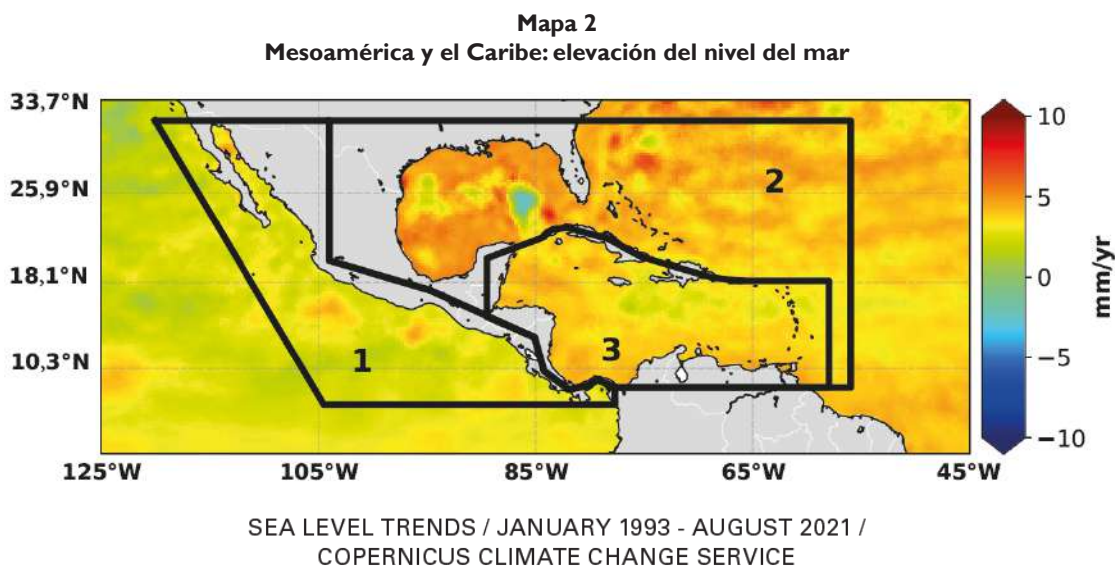 Mapa 2
Mesoamérica y el Caribe: elevación del nivel del mar
33,7°N
25,9°N
18,1°N
10,3°N
125°W
105°W
85°W
65°W
45°W
1
2
3
10
5
0
−5
−10
mm/yr
SEA LEVEL TRENDS / JANUARY 1993 - AUGUST 2021 /
COPERNICUS CLIMATE CHANGE SERVICE